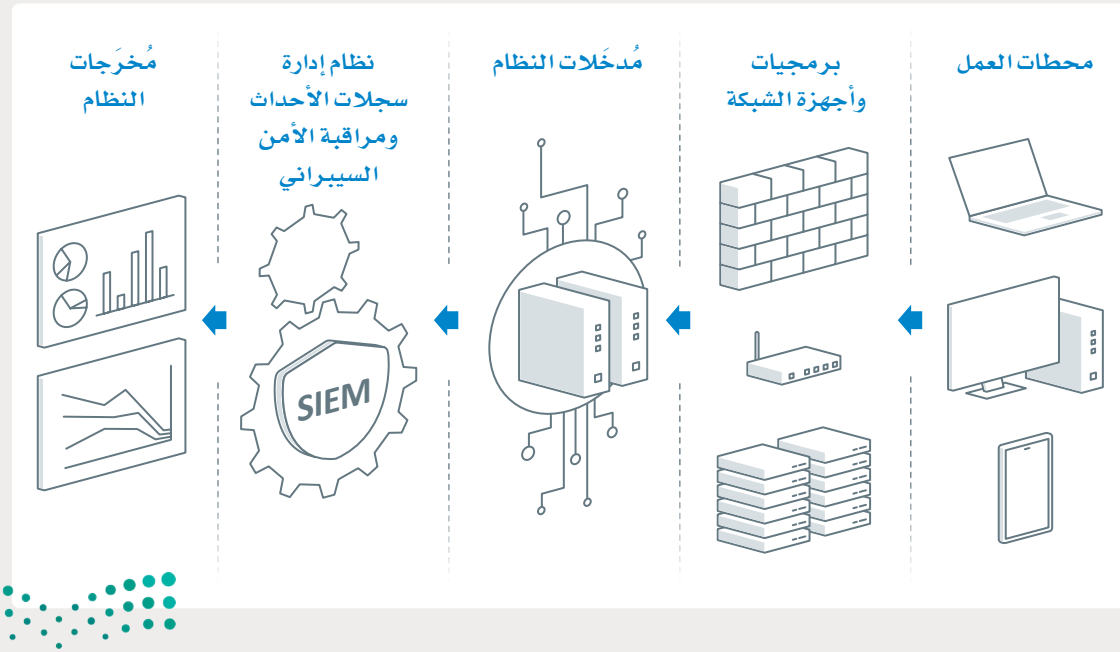 محطات العمل
برمجيات
وأجهزة الشبكة
مُدخَلات النظام
نظام إدارة
سجلات الأحداث
ومراقبة الأمن
السيبراني
مُخرَجات
النظام
SIEM